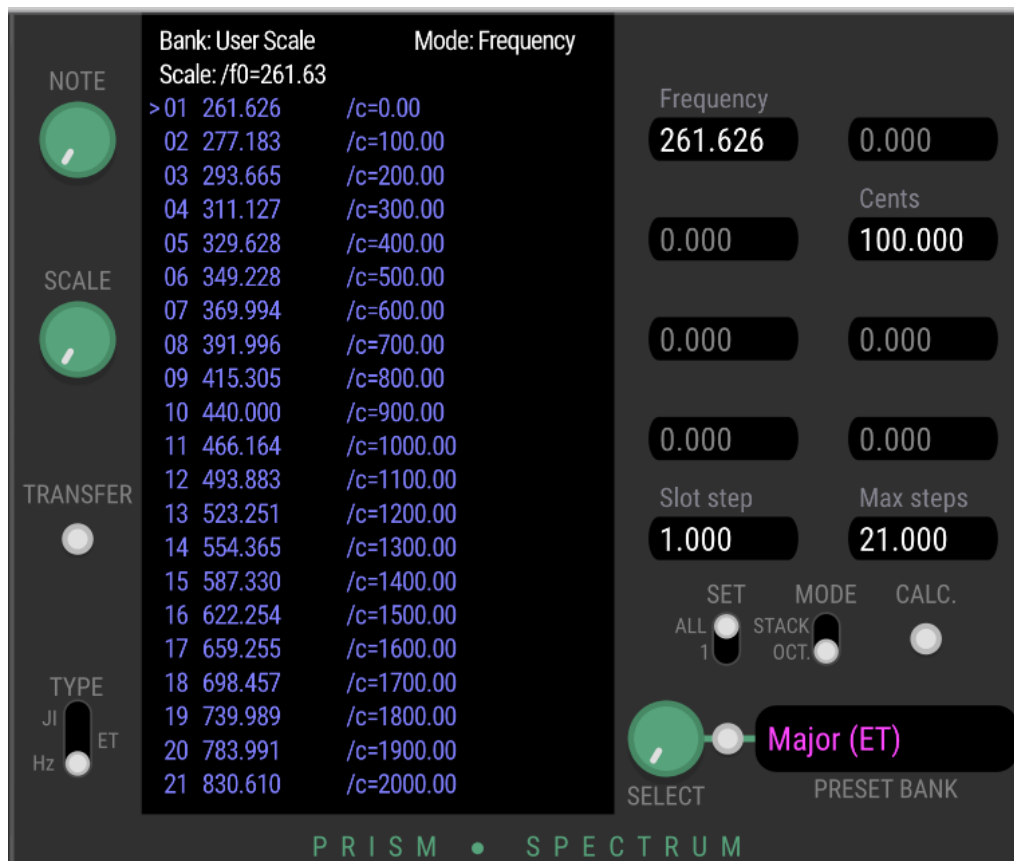 Bank: User Scale Mode: Frequency
Scale: /f0=261.63
>01 261.626 /c=0.00
02 277.183 /c=100.00
03 293.665 /c=200.00
04 311.127 /c=300.00
05 329.628 /c=400.00
06 349.228 /c=500.00
07 369.994 /c=600.00
08 391.996 /c=700.00
09 415.305 /c=800.00
10 440.000 /c=900.00
11 466.164 /c=1000.00
12 493.883 /c=1100.00
13 523.251 /c=1200.00
14 554.365 /c=1300.00
15 587.330 /c=1400.00
16 622.254 /c=1500.00
17 659.255 /c=1600.00
18 698.457 /c=1700.00
19 739.989 /c=1800.00
20 783.991 /c=1900.00
21 830.610 /c=2000.00
NOTE
SCALE
TRANSFER
TYPE
JI
ET
Hz
Frequency
261.626 0.000
Cents
0.000 100.000
0.000 0.000
0.000 0.000
Slot step Max steps
1.000 21.000
SET MODE CALC.
ALL STACK
1 OCT.
Major (ET)
SELECT PRESET BANK
PRISM ● SPECTRUM